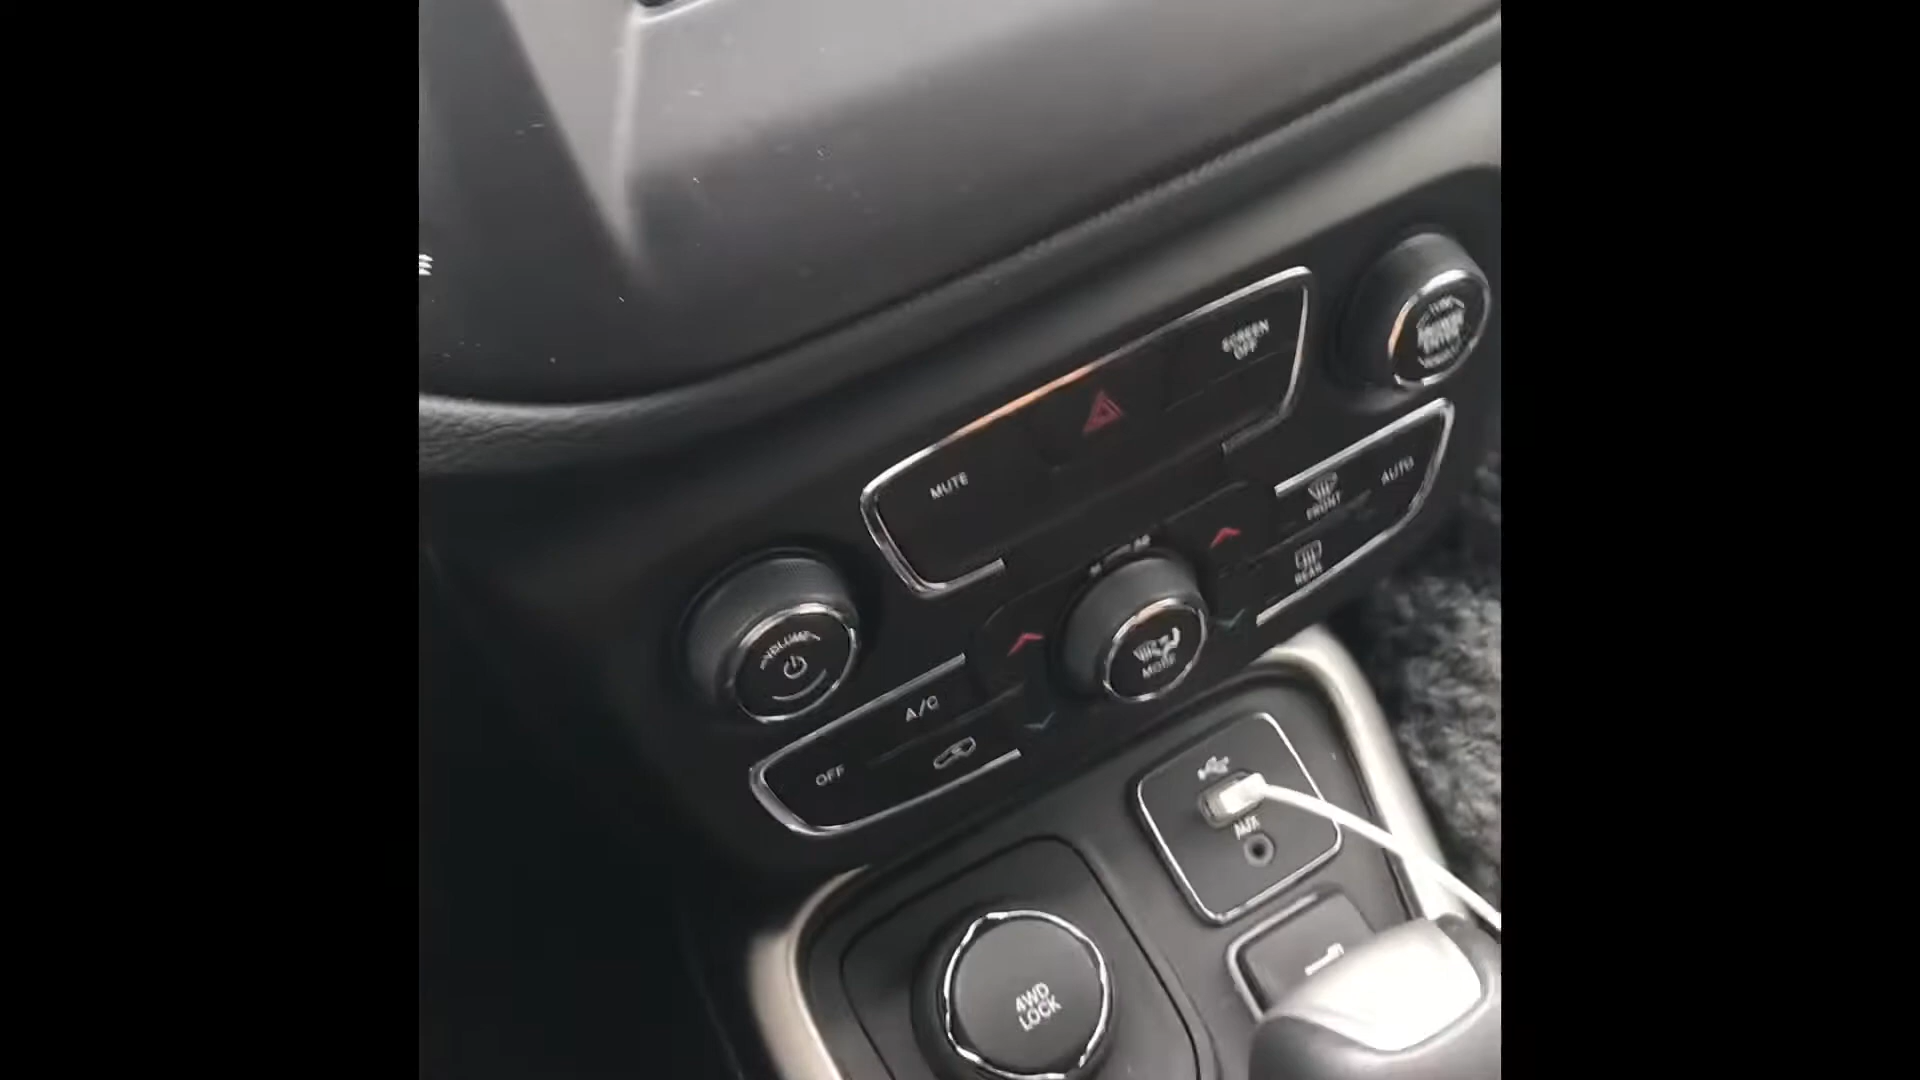 SCREEN
OFF
MUTE
FRONT
AUTO
REAR
VOLUME
MODE
A/C
OFF
AUX
4WD
LOCK